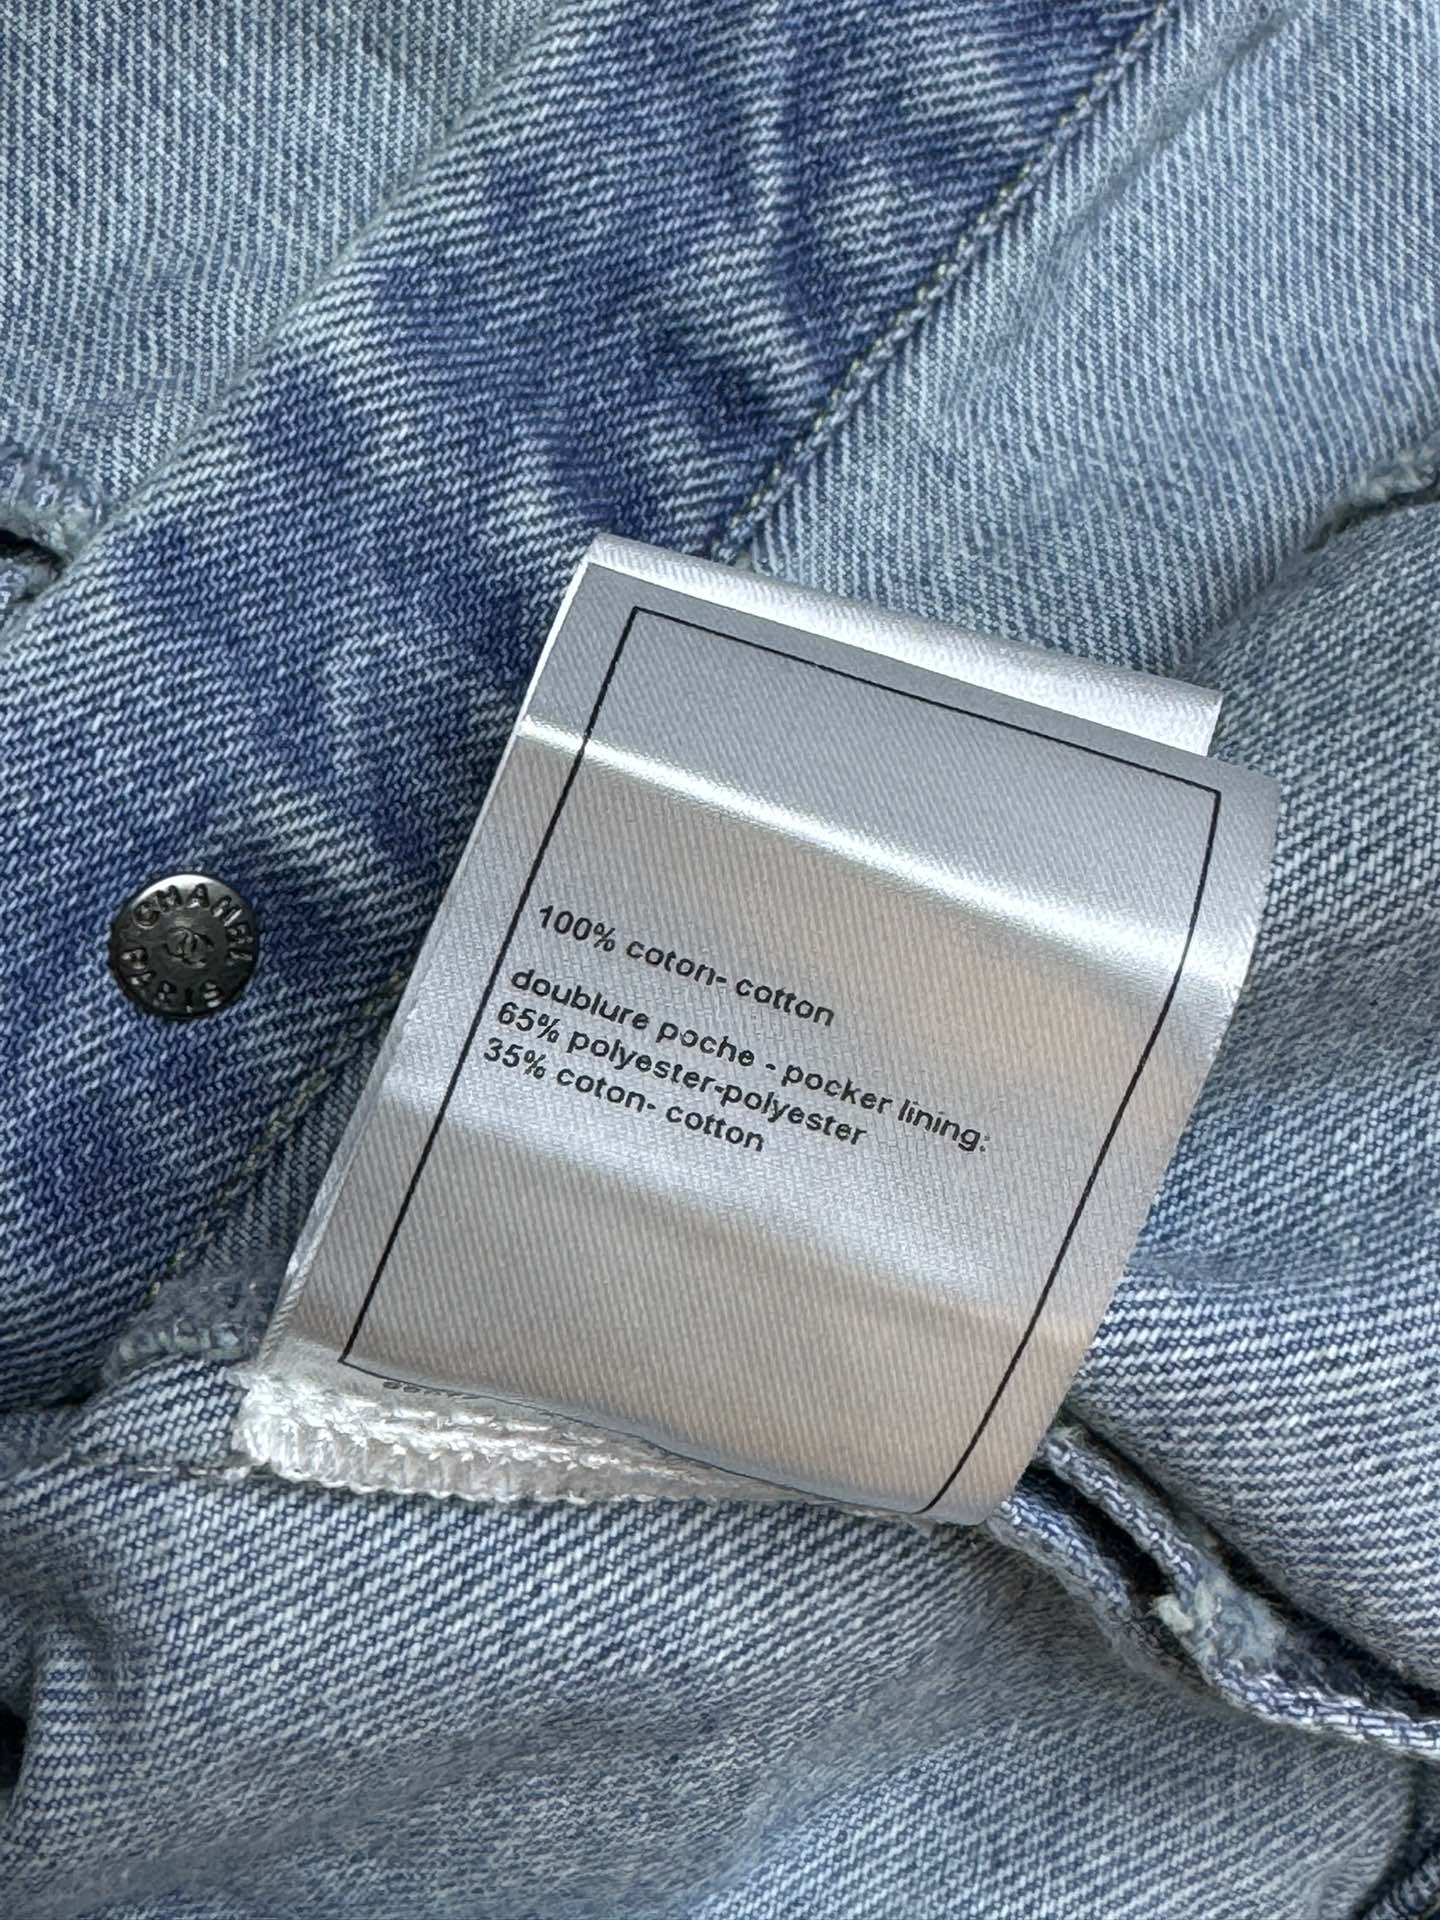 CHANEL
PARIS
100% coton- cotton
doublure poche - pocker lining:
65% polyester-polyester
35% coton- cotton